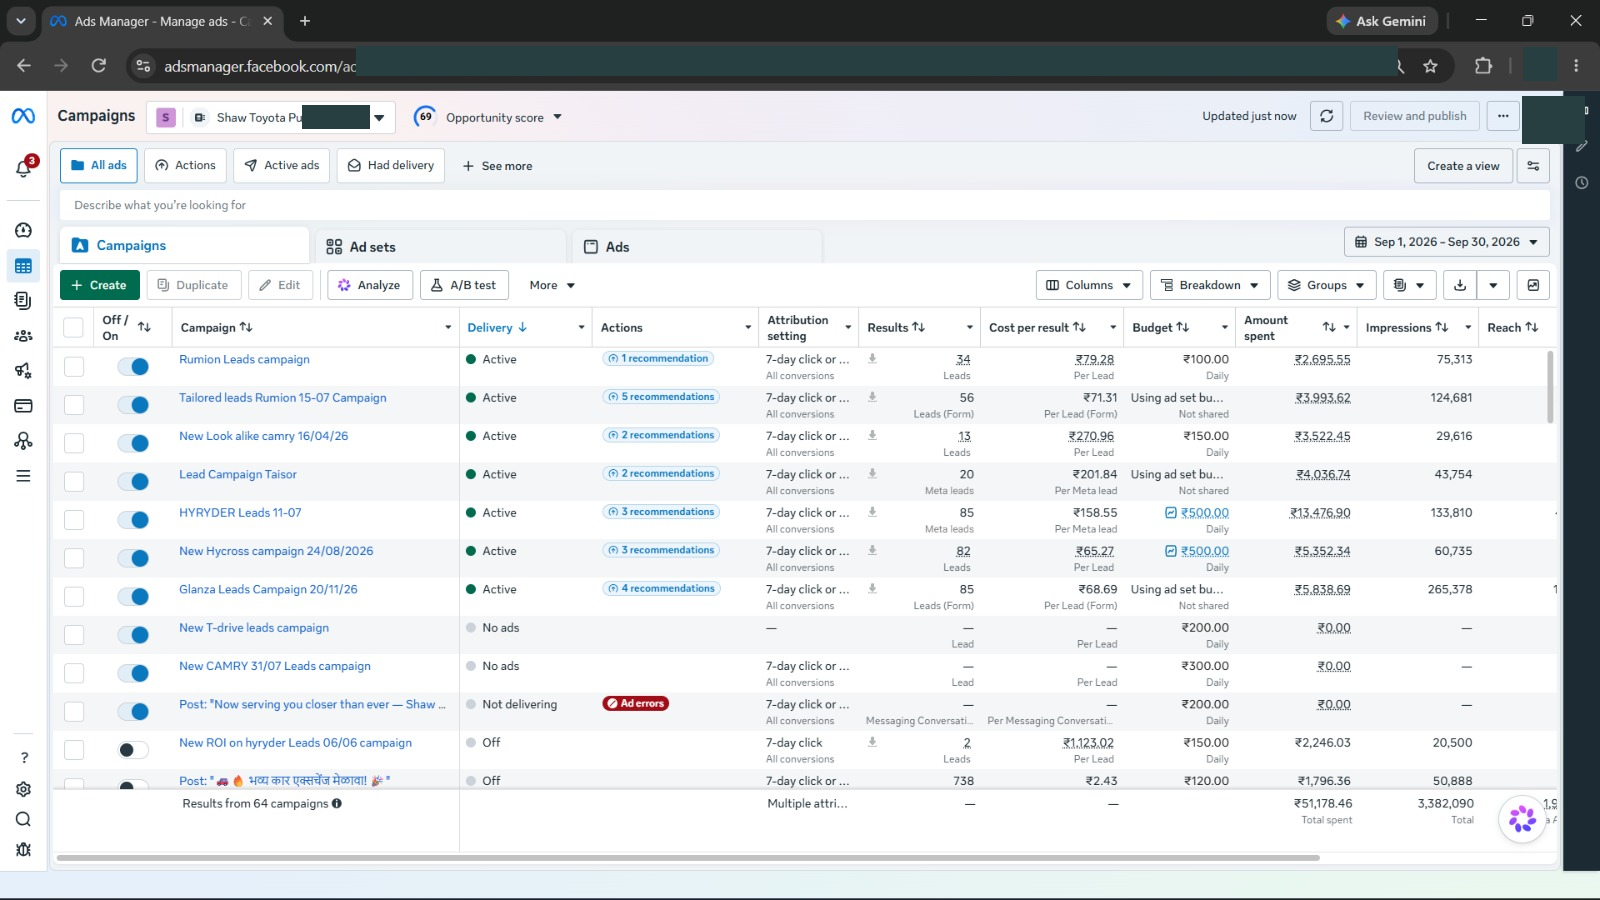 Ads Manager - Manage ads - C
Ask Gemini
adsmanager.facebook.com/ac
Campaigns
S
Shaw Toyota Pu
69
Opportunity score
Updated just now
Review and publish
3
All ads
Actions
Active ads
Had delivery
+ See more
Create a view
Describe what you're looking for
Campaigns
Ad sets
Ads
Sep 1, 2026 – Sep 30, 2026
+ Create
Duplicate
Edit
Analyze
A/B test
More
Columns
Breakdown
Groups
Off / On
Campaign
Delivery
Actions
Attribution setting
Results
Cost per result
Budget
Amount spent
Impressions
Reach
Rumion Leads campaign Active 1 recommendation 7-day click or ... 34 ₹79.28 ₹100.00 ₹2,695.55 75,313
All conversions Leads Per Lead Daily
Tailored leads Rumion 15-07 Campaign Active 5 recommendations 7-day click or ... 56 ₹71.31 Using ad set bu... ₹3,993.62 124,681
All conversions Leads (Form) Per Lead (Form) Not shared
New Look alike camry 16/04/26 Active 2 recommendations 7-day click or ... 13 ₹270.96 ₹150.00 ₹3,522.45 29,616
All conversions Leads Per Lead Daily
Lead Campaign Taisor Active 2 recommendations 7-day click or ... 20 ₹201.84 Using ad set bu... ₹4,036.74 43,754
All conversions Meta leads Per Meta lead Not shared
HYRYDER Leads 11-07 Active 3 recommendations 7-day click or ... 85 ₹158.55 ₹500.00 ₹13,476.90 133,810
All conversions Meta leads Per Meta lead Daily
New Hycross campaign 24/08/2026 Active 3 recommendations 7-day click or ... 82 ₹65.27 ₹500.00 ₹5,352.34 60,735
All conversions Leads Per Lead Daily
Glanza Leads Campaign 20/11/26 Active 4 recommendations 7-day click or ... 85 ₹68.69 Using ad set bu... ₹5,838.69 265,378 1
All conversions Leads (Form) Per Lead (Form) Not shared
New T-drive leads campaign No ads — — — ₹200.00 ₹0.00 —
Lead Per Lead Daily
New CAMRY 31/07 Leads campaign No ads 7-day click or ... — — ₹300.00 ₹0.00 —
All conversions Lead Per Lead Daily
Post: "Now serving you closer than ever — Shaw ... Not delivering Ad errors 7-day click or ... — — ₹200.00 ₹0.00 —
All conversions Messaging Conversati... Per Messaging Conversati... Daily
New ROI on hyryder Leads 06/06 campaign Off 7-day click 2 ₹1,123.02 ₹150.00 ₹2,246.03 20,500
All conversions Leads Per Lead Daily
Post: "🚗🔥 भव्य कार एक्सचेंज मेळावा! 🎉" Off 7-day click or ... 738 ₹2.43 ₹120.00 ₹1,796.36 50,888
Results from 64 campaigns Multiple attri... — — ₹51,178.46 3,382,090
Total spent Total